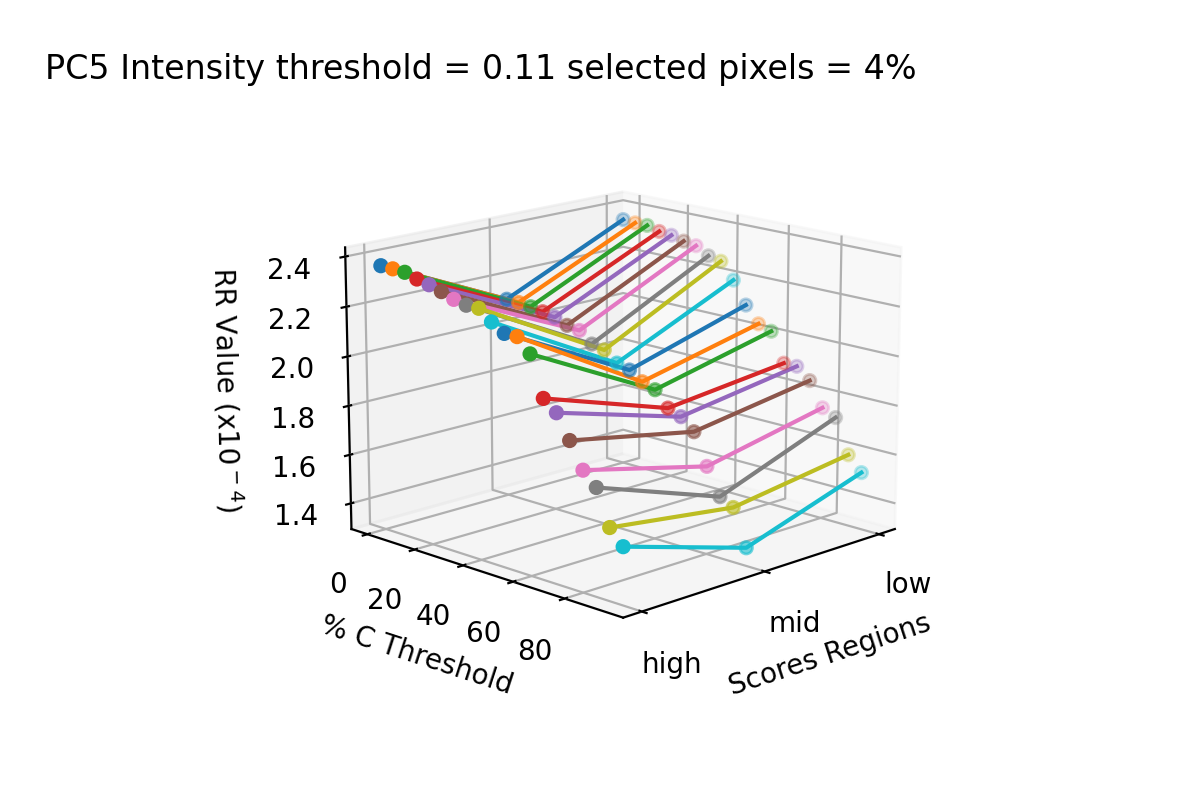 PC5 Intensity threshold = 0.11 selected pixels = 4%
2.4
2.2
2.0
1.8
1.6
1.4
RR Value (x10⁻⁴)
0
20
40
60
80
% C Threshold
high
mid
low
Scores Regions